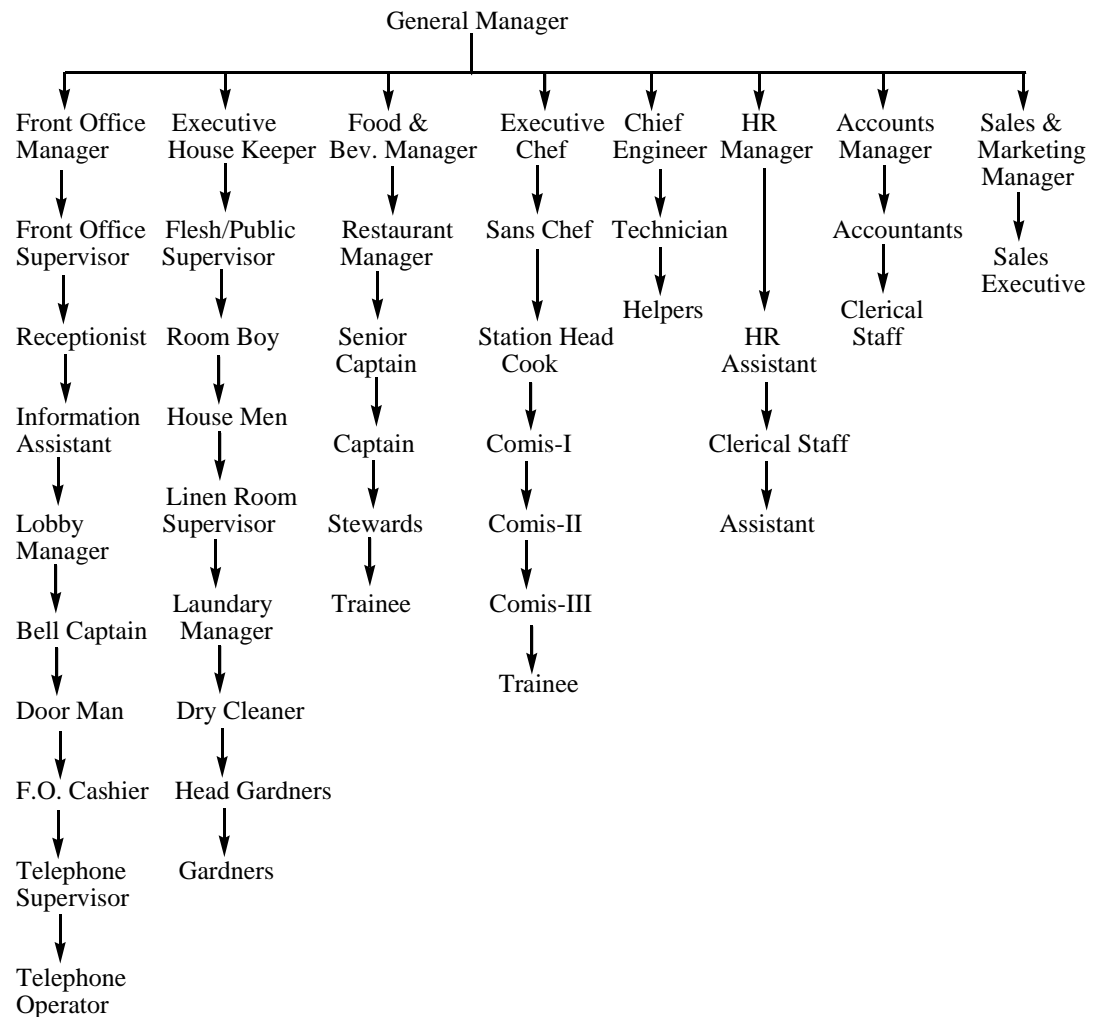 General Manager
Front Office
Manager
Executive
House Keeper
Food &
Bev. Manager
Executive
Chef
Chief
Engineer
HR
Manager
Accounts
Manager
Sales &
Marketing
Manager
Front Office
Supervisor
Flesh/Public
Supervisor
Restaurant
Manager
Sans Chef
Technician
Accountants
Sales
Executive
Receptionist
Room Boy
Senior
Captain
Station Head
Cook
Helpers
HR
Assistant
Clerical
Staff
Information
Assistant
House Men
Captain
Comis-I
Clerical Staff
Lobby
Manager
Linen Room
Supervisor
Stewards
Comis-II
Assistant
Bell Captain
Laundary
Manager
Trainee
Comis-III
Door Man
Dry Cleaner
Trainee
F.O. Cashier
Head Gardners
Telephone
Supervisor
Gardners
Telephone
Operator